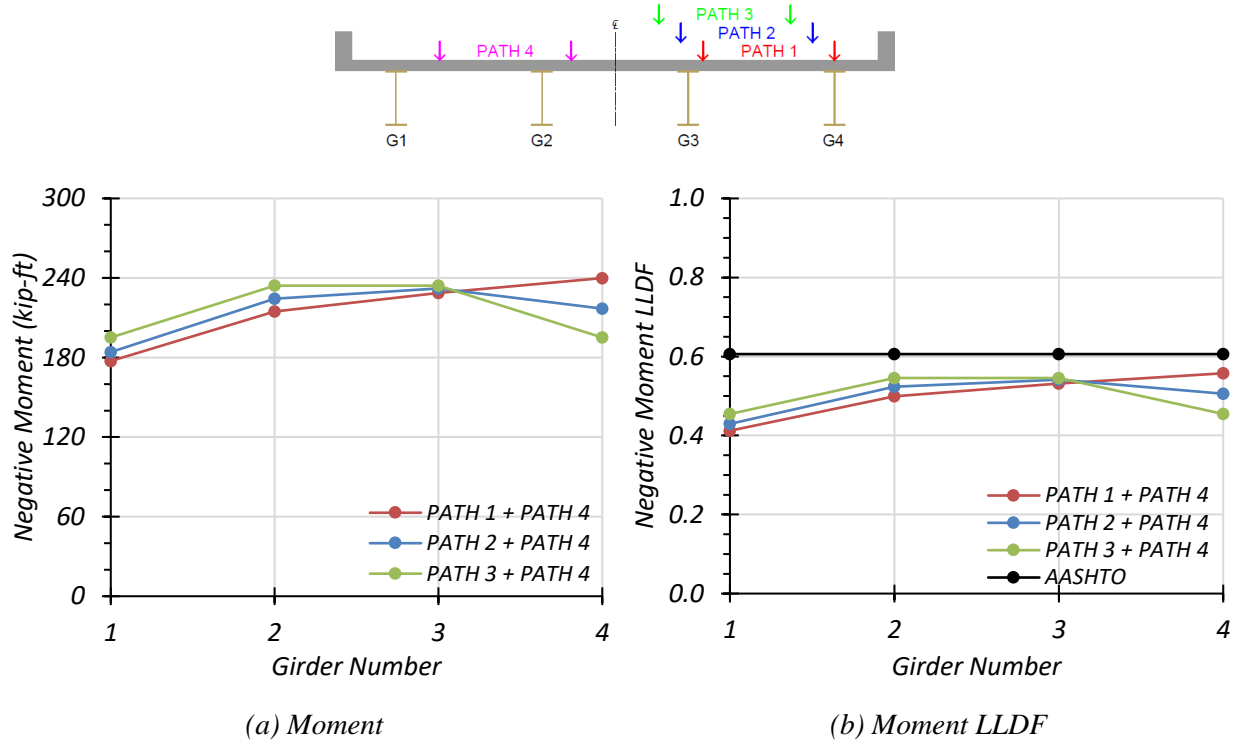 PATH 3
℄
PATH 2
PATH 4
PATH 1
G1
G2
G3
G4
Negative Moment (kip-ft)
300
240
180
120
60
0
1
2
3
4
Girder Number
PATH 1 + PATH 4
PATH 2 + PATH 4
PATH 3 + PATH 4
(a) Moment
Negative Moment LLDF
1.0
0.8
0.6
0.4
0.2
0.0
1
2
3
4
Girder Number
PATH 1 + PATH 4
PATH 2 + PATH 4
PATH 3 + PATH 4
AASHTO
(b) Moment LLDF